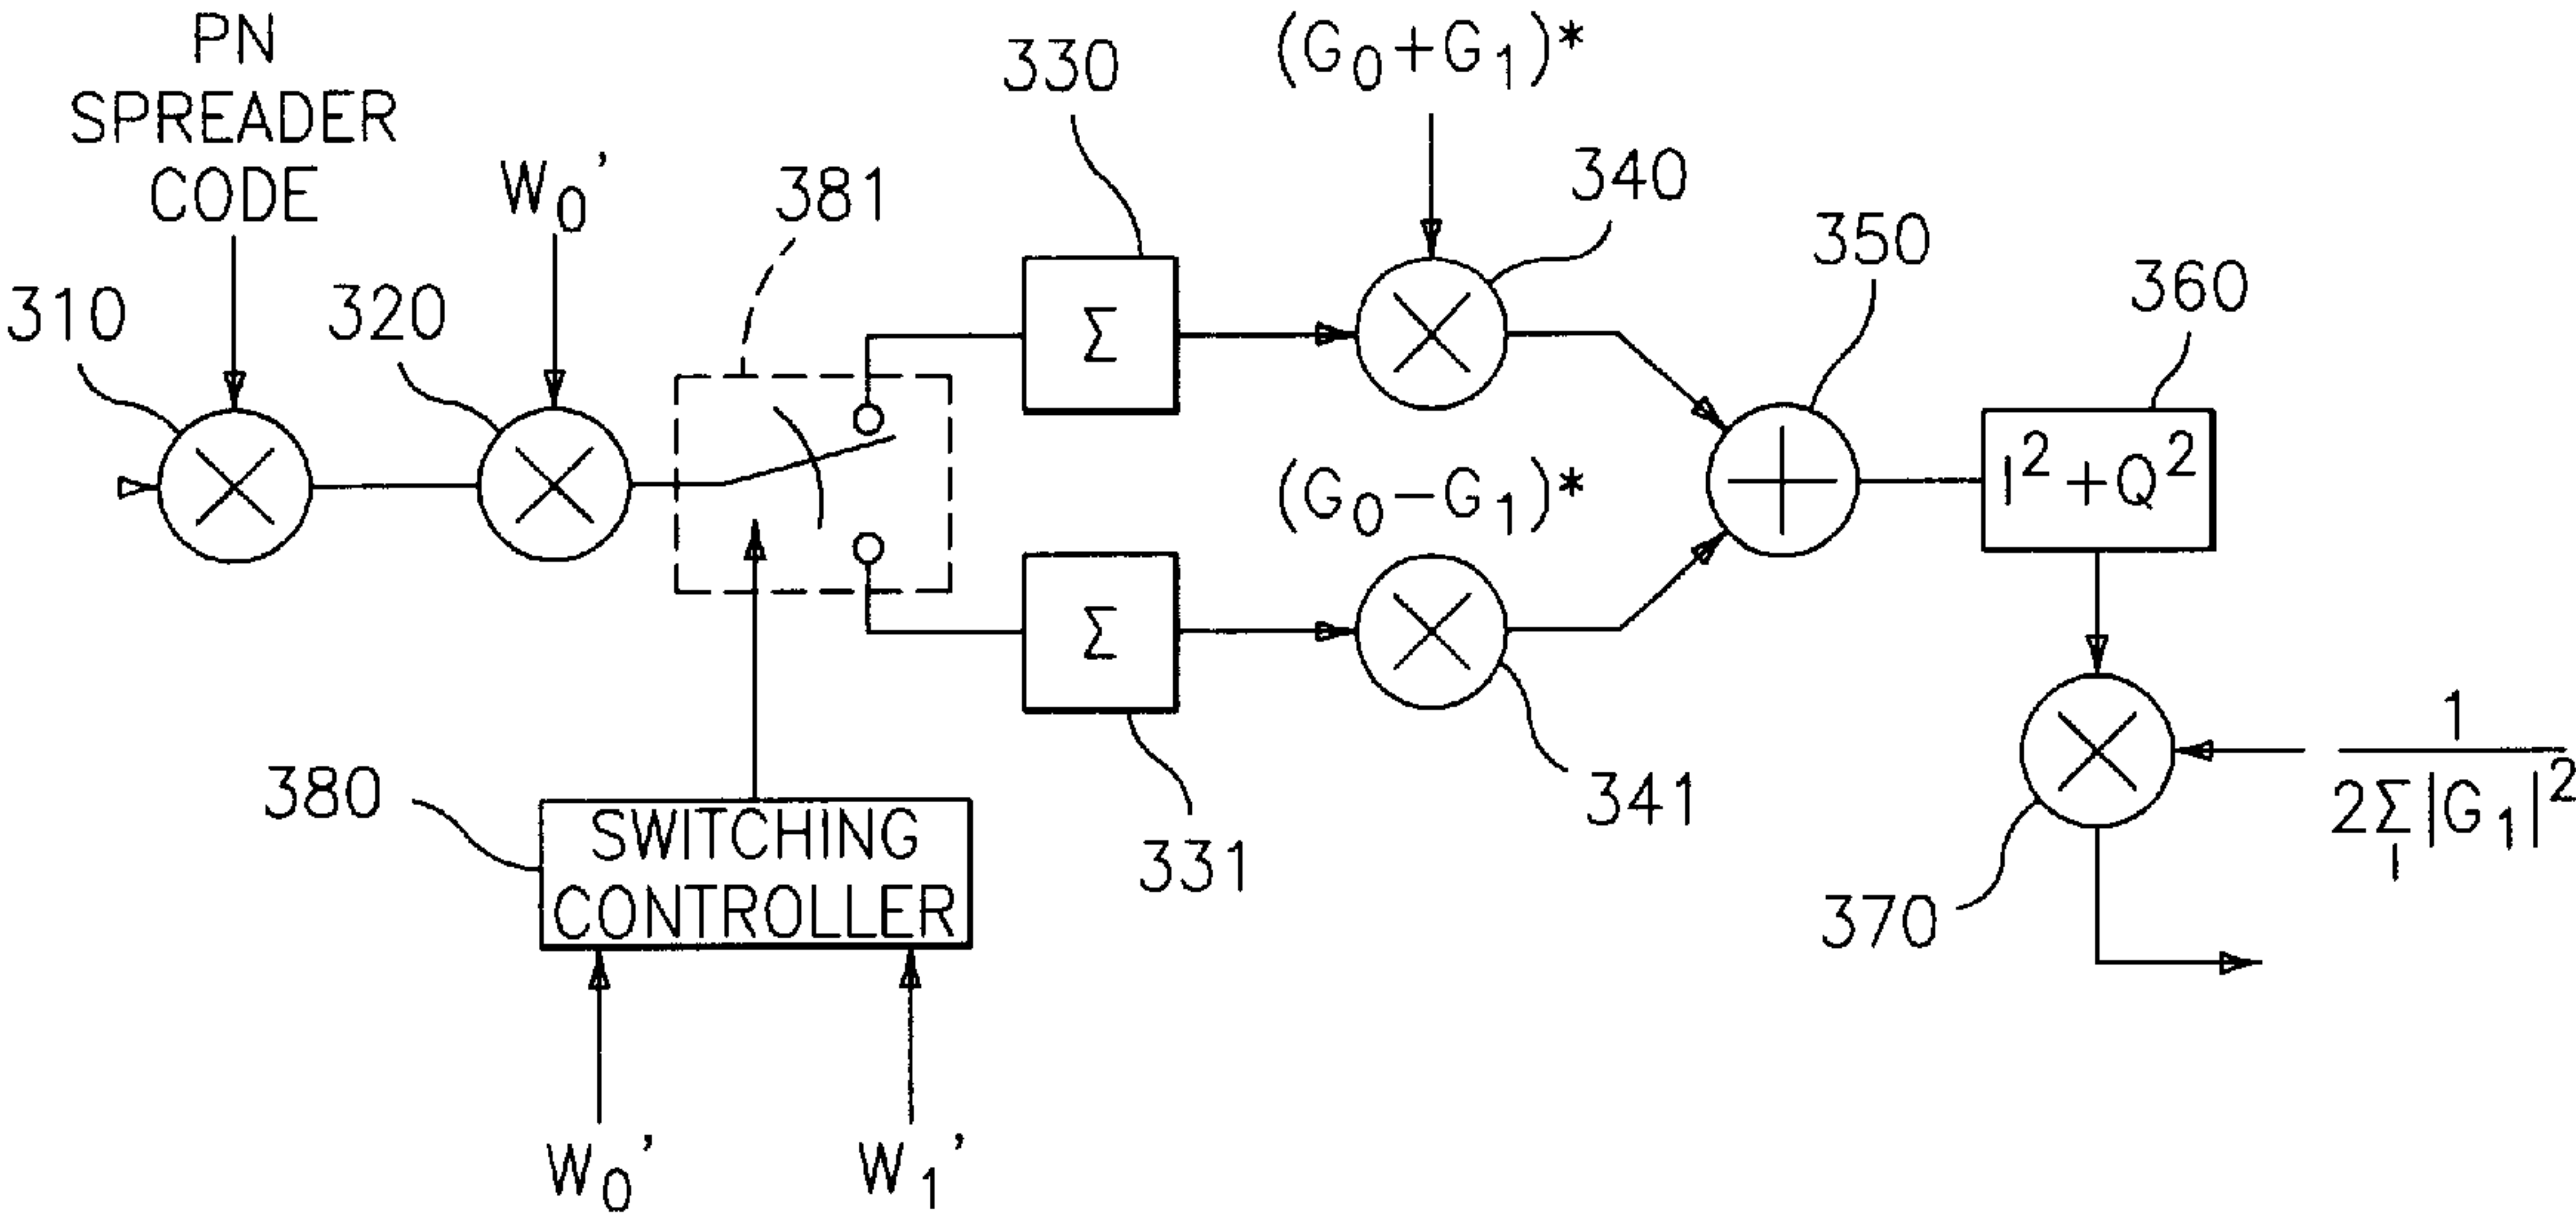 PN
SPREADER
CODE
W0'
310
320
381
330
Σ
(G0+G1)*
340
350
360
I²+Q²
(G0−G1)*
Σ
331
341
380
SWITCHING
CONTROLLER
W0'
W1'
370
1
2Σ|G1|²
I